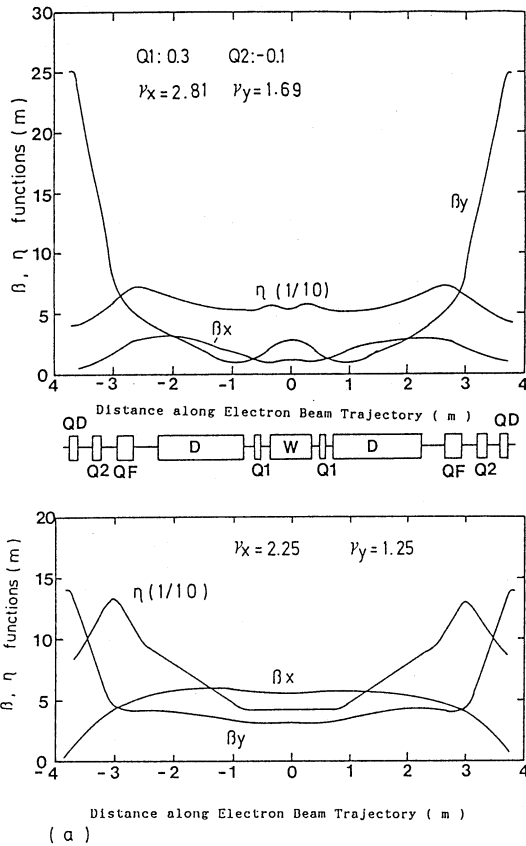 30
25
20
15
10
5
0
β, η functions (m)
Q1: 0.3 Q2:-0.1
νx=2.81 νy=1.69
βy
η (1/10)
βx
-4 -3 -2 -1 0 1 2 3 4
Distance along Electron Beam Trajectory ( m )
QD Q2 QF D Q1 W Q1 D QF Q2 QD
20
15
10
5
0
β, η functions (m)
νx=2.25 νy=1.25
η (1/10)
βx
βy
-4 -3 -2 -1 0 1 2 3 4
Distance along Electron Beam Trajectory ( m )
( a )